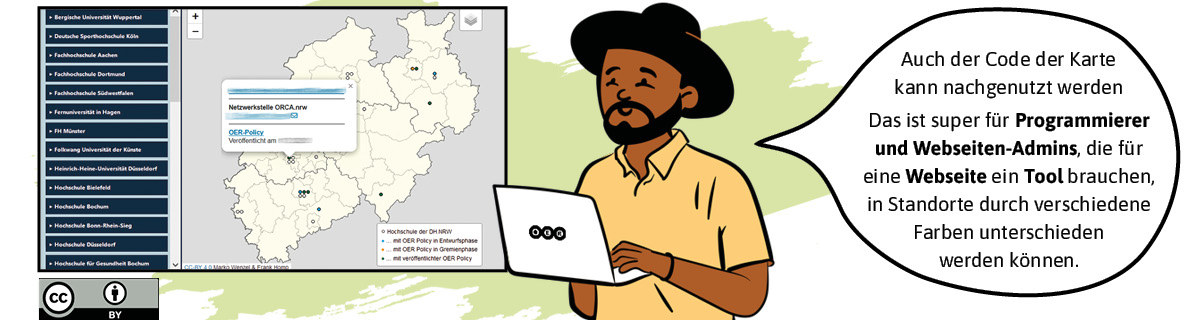 ▸ Bergische Universität Wuppertal
▸ Deutsche Sporthochschule Köln
▸ Fachhochschule Aachen
▸ Fachhochschule Dortmund
▸ Fachhochschule Südwestfalen
▸ Fernuniversität in Hagen
▸ FH Münster
▸ Folkwang Universität der Künste
▸ Heinrich-Heine-Universität Düsseldorf
▸ Hochschule Bielefeld
▸ Hochschule Bochum
▸ Hochschule Bonn-Rhein-Sieg
▸ Hochschule Düsseldorf
▸ Hochschule für Gesundheit Bochum
+
−
×
Netzwerkstelle ORCA.nrw
OER-Policy
Veröffentlicht am
Hochschule der DH.NRW
... mit OER Policy in Entwurfsphase
... mit OER Policy in Gremienphase
... mit veröffentlichter OER Policy
CC-BY 4.0 Marko Wenzel & Frank Homp
cc
BY
OER
Auch der Code der Karte
kann nachgenutzt werden
Das ist super für Programmierer
und Webseiten-Admins, die für
eine Webseite ein Tool brauchen,
in Standorte durch verschiedene
Farben unterschieden
werden können.